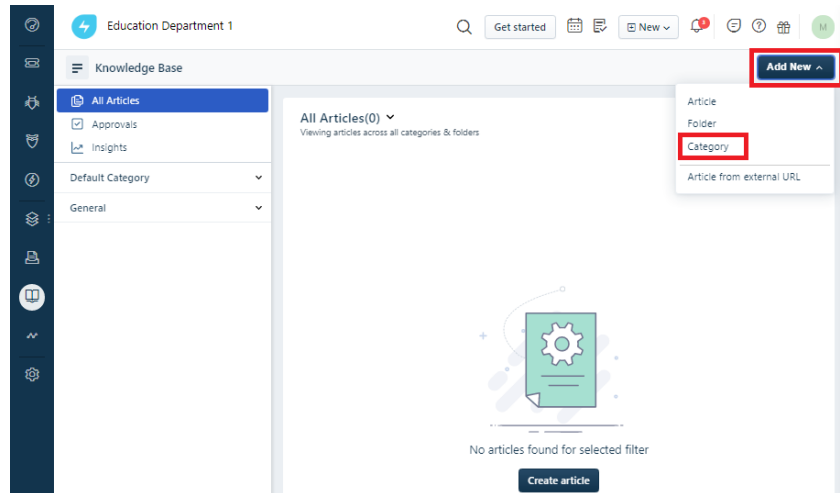 Education Department 1
Get started
New
3
M
Knowledge Base
Add New
All Articles
Approvals
Insights
Default Category
General
All Articles(0)
Viewing articles across all categories & folders
Article
Folder
Category
Article from external URL
No articles found for selected filter
Create article